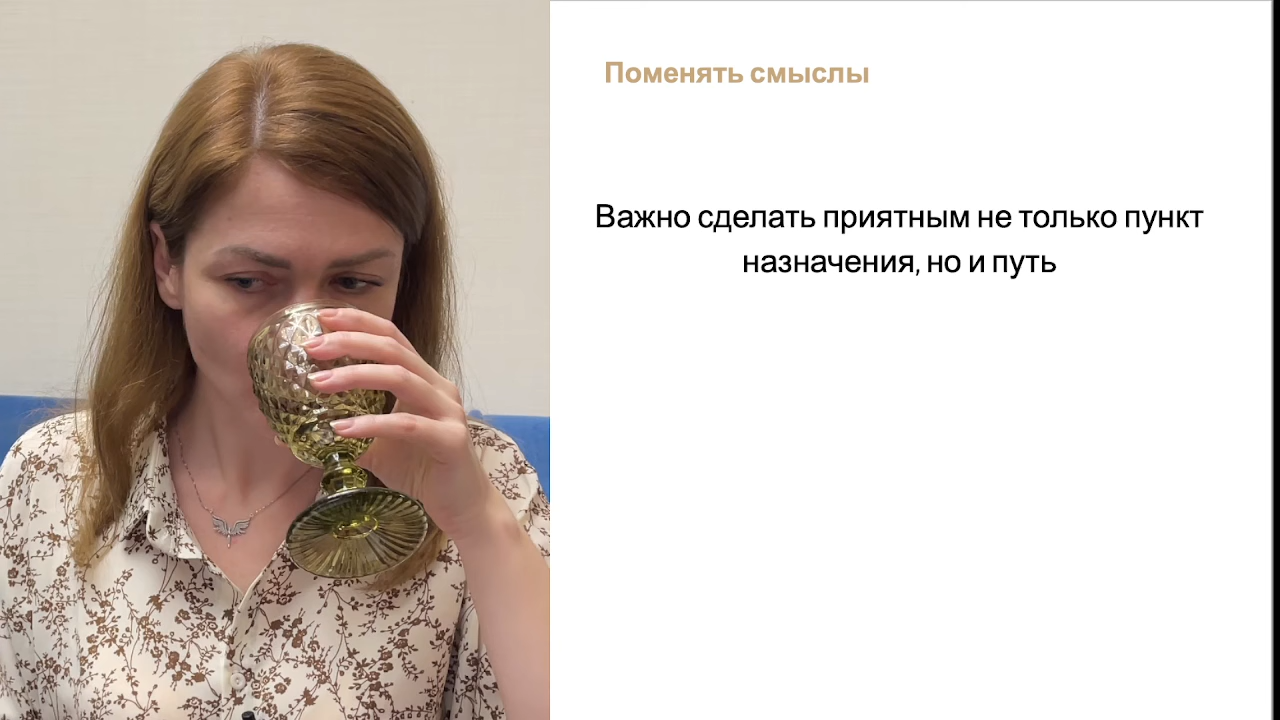 Поменять смыслы
Важно сделать приятным не только пункт
назначения, но и путь